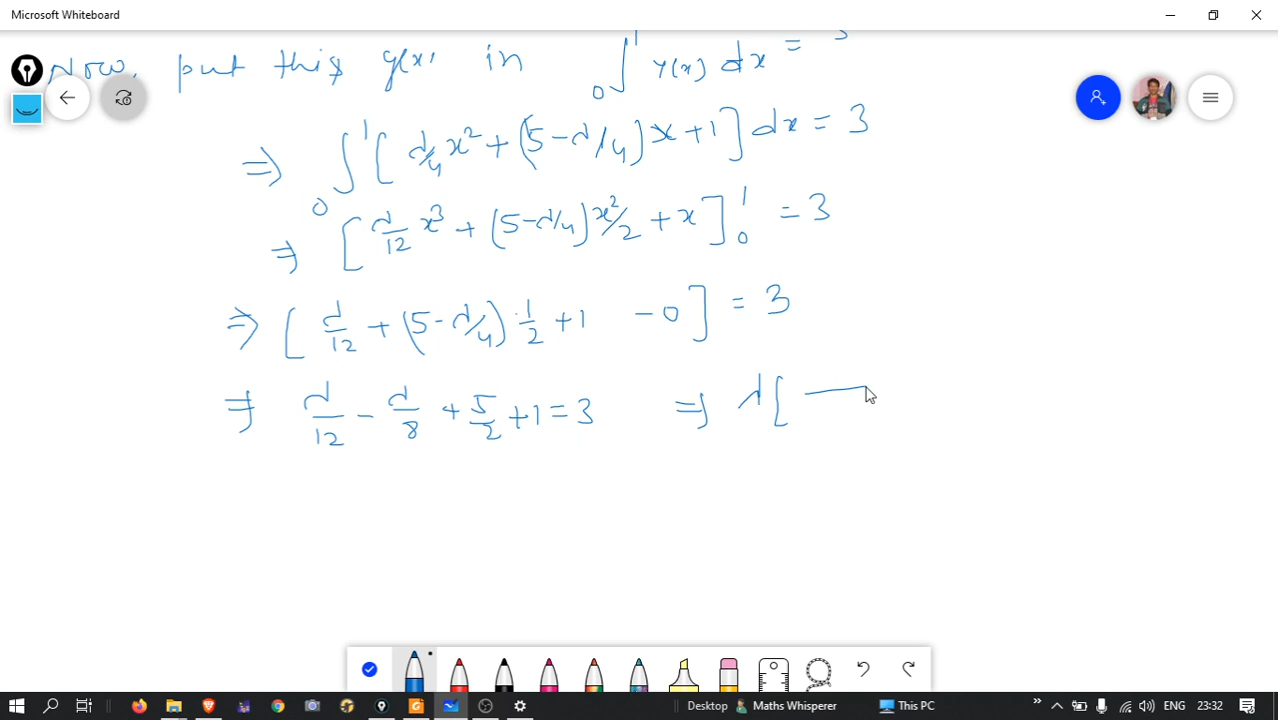 Microsoft Whiteboard
Now, put this y(x) in ∫₀¹ Y(x) dx = 3
⇒ ∫₀¹ [λ/4 x² + (5-λ/4)x + 1] dx = 3
⇒ [λ/12 x³ + (5-λ/4) x²/2 + x]₀¹ = 3
⇒ [λ/12 + (5-λ/4)·1/2 + 1 - 0] = 3
⇒ λ/12 - λ/8 + 5/2 + 1 = 3 ⇒ λ[
Desktop Maths Whisperer This PC ENG 23:32